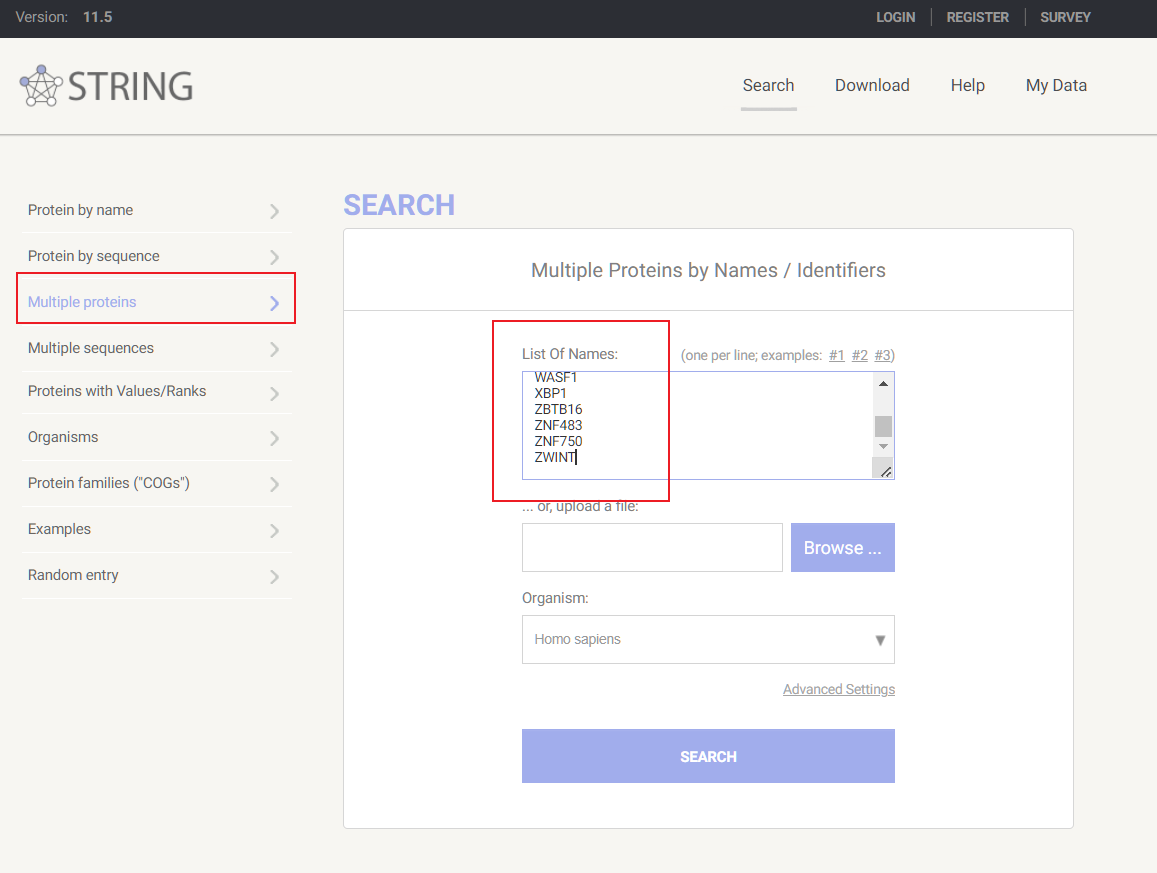 Version: 11.5 LOGIN REGISTER SURVEY
STRING
Search Download Help My Data
Protein by name
Protein by sequence
Multiple proteins
Multiple sequences
Proteins with Values/Ranks
Organisms
Protein families ("COGs")
Examples
Random entry
SEARCH
Multiple Proteins by Names / Identifiers
List Of Names: (one per line; examples: #1 #2 #3)
WASF1
XBP1
ZBTB16
ZNF483
ZNF750
ZWINT
... or, upload a file:
Browse ...
Organism:
Homo sapiens
Advanced Settings
SEARCH